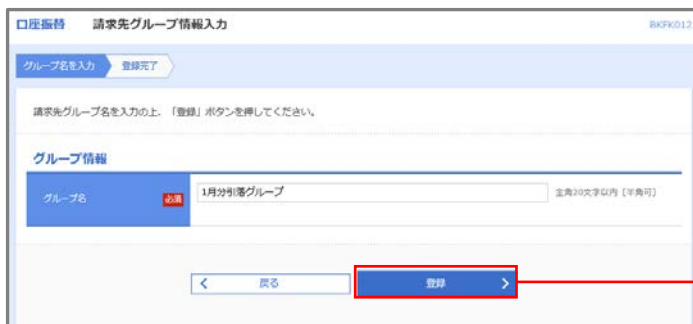 口座振替 請求先グループ情報入力 BKFK012
グループ名を入力 登録完了
請求先グループ名を入力の上、「登録」ボタンを押してください。
グループ情報
グループ名 必須 1月分引落グループ 全角20文字以内 [半角可]
戻る 登録